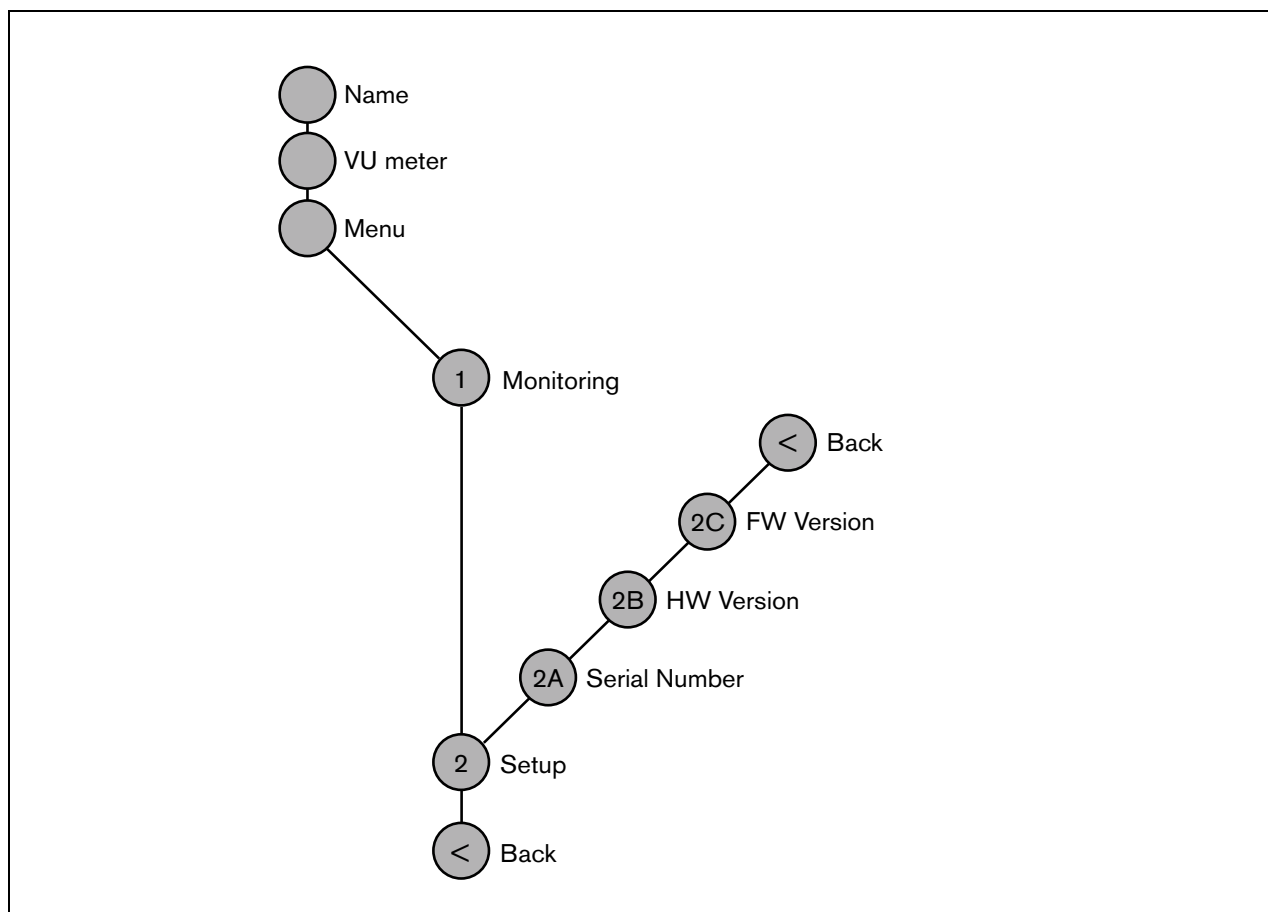 Name
VU meter
Menu
1 Monitoring
< Back
2C FW Version
2B HW Version
2A Serial Number
2 Setup
< Back